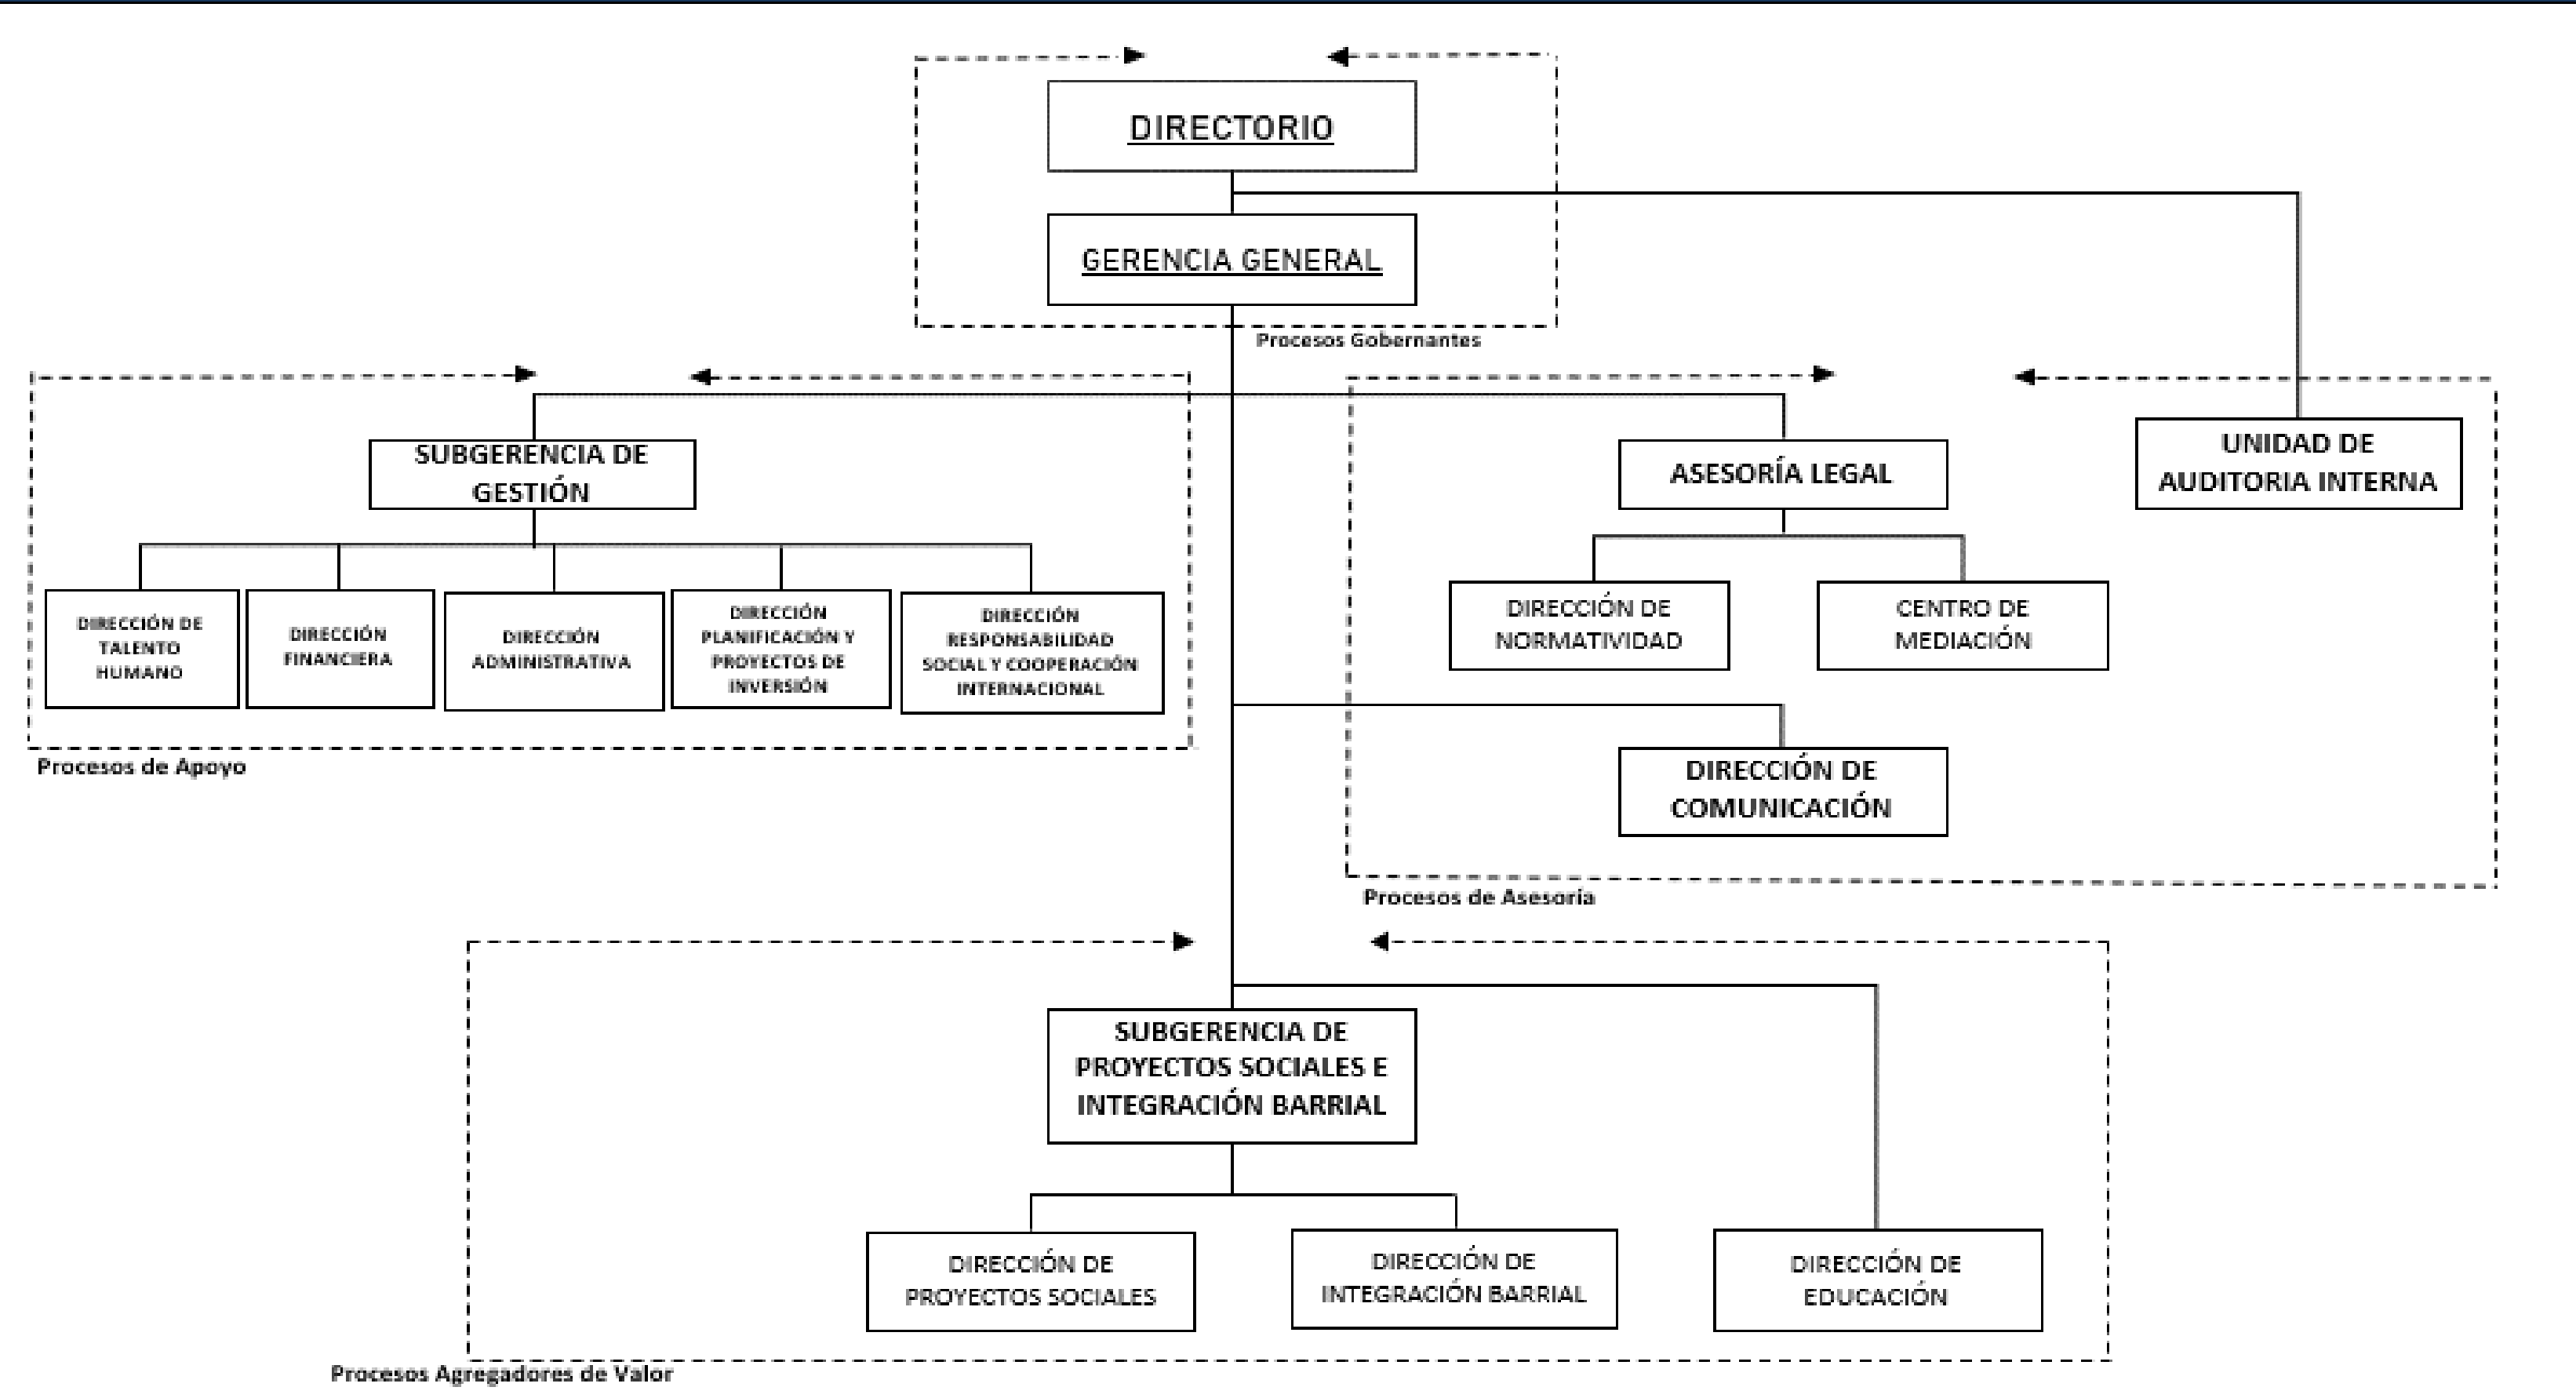 DIRECTORIO
GERENCIA GENERAL
Procesos Gobernantes
SUBGERENCIA DE
GESTIÓN
DIRECCIÓN DE
TALENTO
HUMANO
DIRECCIÓN
FINANCIERA
DIRECCIÓN
ADMINISTRATIVA
DIRECCIÓN
PLANIFICACIÓN Y
PROYECTOS DE
INVERSIÓN
DIRECCIÓN
RESPONSABILIDAD
SOCIAL Y COOPERACIÓN
INTERNACIONAL
Procesos de Apoyo
ASESORÍA LEGAL
UNIDAD DE
AUDITORIA INTERNA
DIRECCIÓN DE
NORMATIVIDAD
CENTRO DE
MEDIACIÓN
DIRECCIÓN DE
COMUNICACIÓN
Procesos de Asesoría
SUBGERENCIA DE
PROYECTOS SOCIALES E
INTEGRACIÓN BARRIAL
DIRECCIÓN DE
PROYECTOS SOCIALES
DIRECCIÓN DE
INTEGRACIÓN BARRIAL
DIRECCIÓN DE
EDUCACIÓN
Procesos Agregadores de Valor